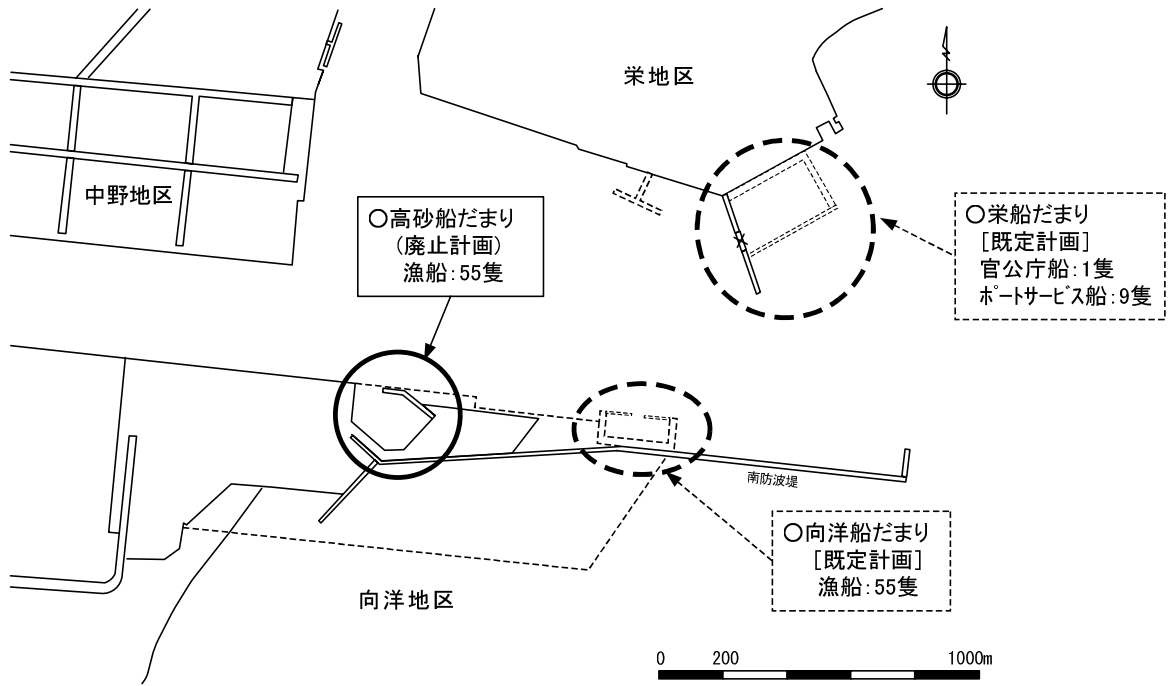 栄地区
中野地区
○高砂船だまり
(廃止計画)
漁船:55隻
○栄船だまり
[既定計画]
官公庁船:1隻
ポートサービス船:9隻
南防波堤
○向洋船だまり
[既定計画]
漁船:55隻
向洋地区
0 200 1000m